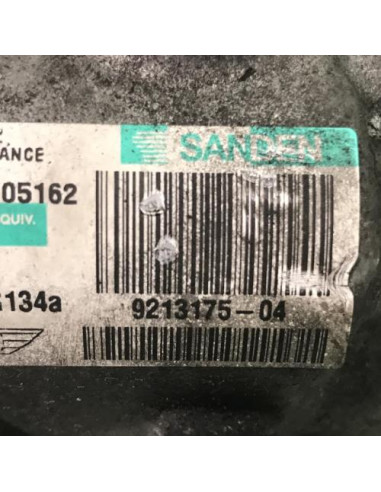 ANCE
SANDEN
05162
QUIV.
134a
9213175-04